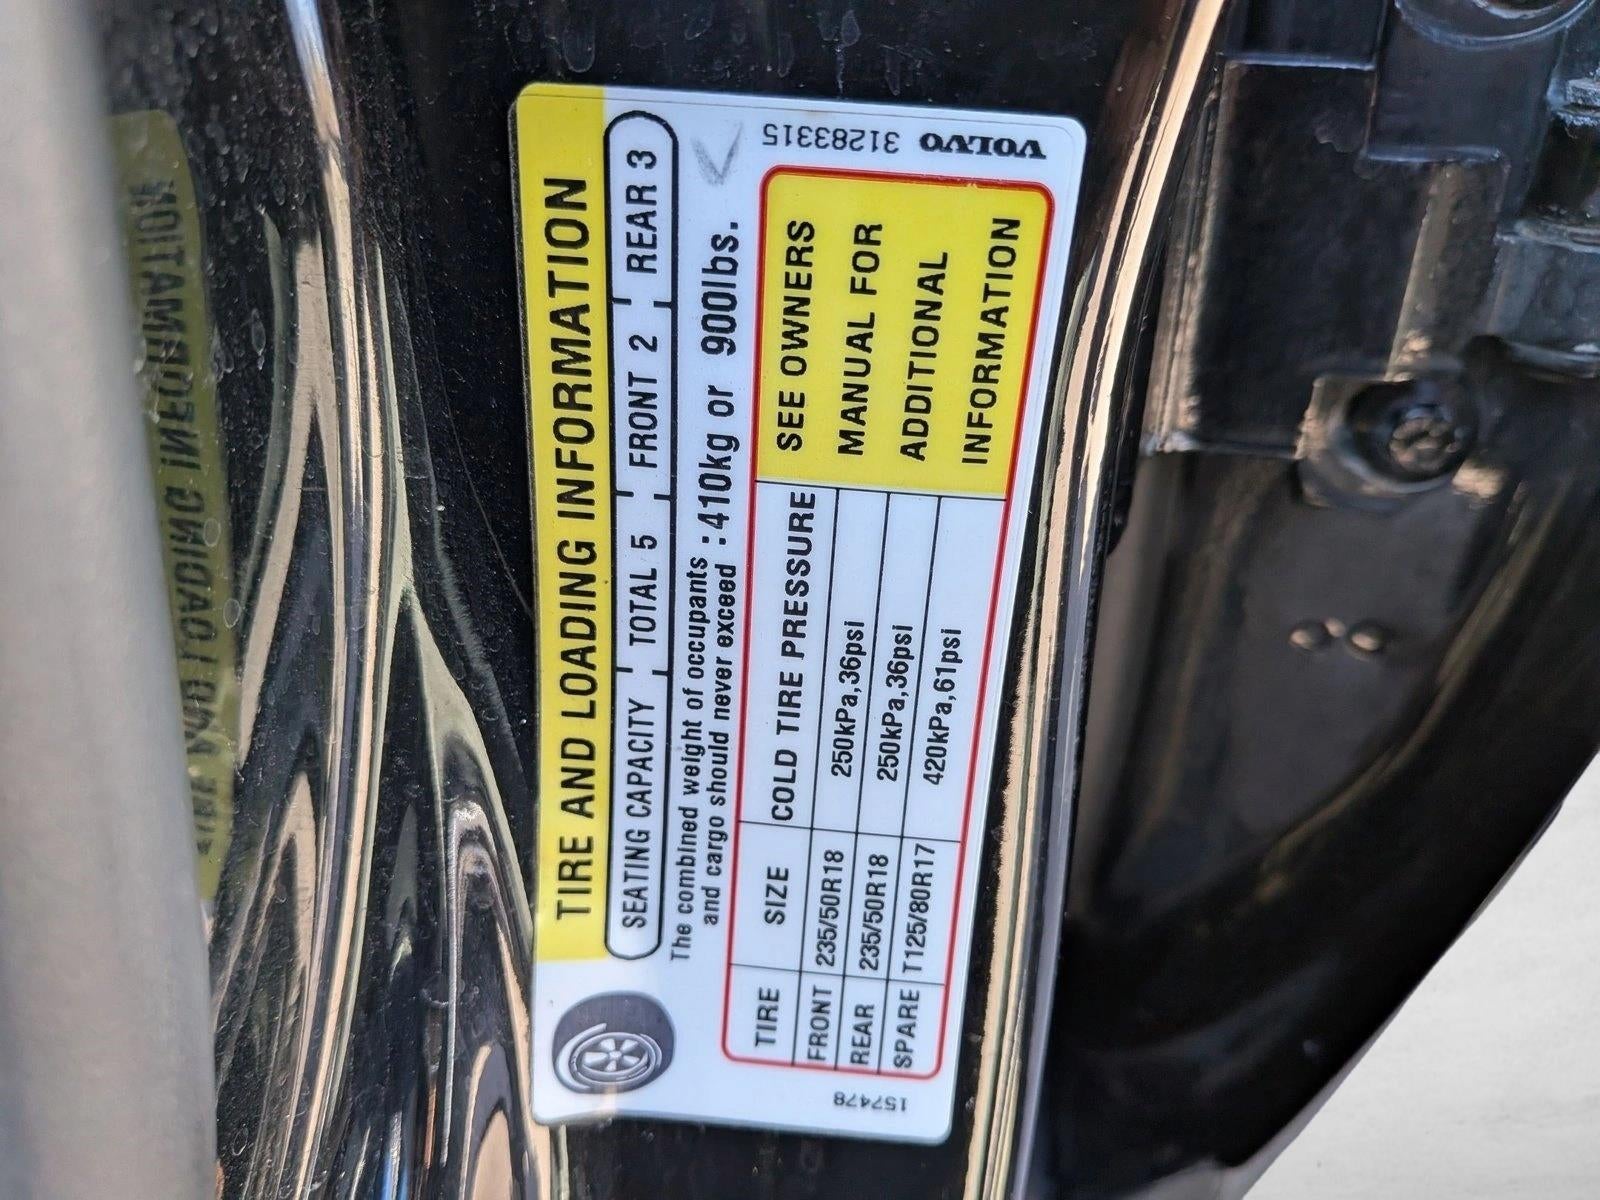 TIRE AND LOADING INFORMATION
SEATING CAPACITY TOTAL 5 FRONT 2 REAR 3
The combined weight of occupants
and cargo should never exceed : 410kg or 900lbs.
TIRE SIZE COLD TIRE PRESSURE
FRONT 235/50R18 250kPa,36psi
REAR 235/50R18 250kPa,36psi
SPARE T125/80R17 420kPa,61psi
SEE OWNERS
MANUAL FOR
ADDITIONAL
INFORMATION
VOLVO 31283315
157478